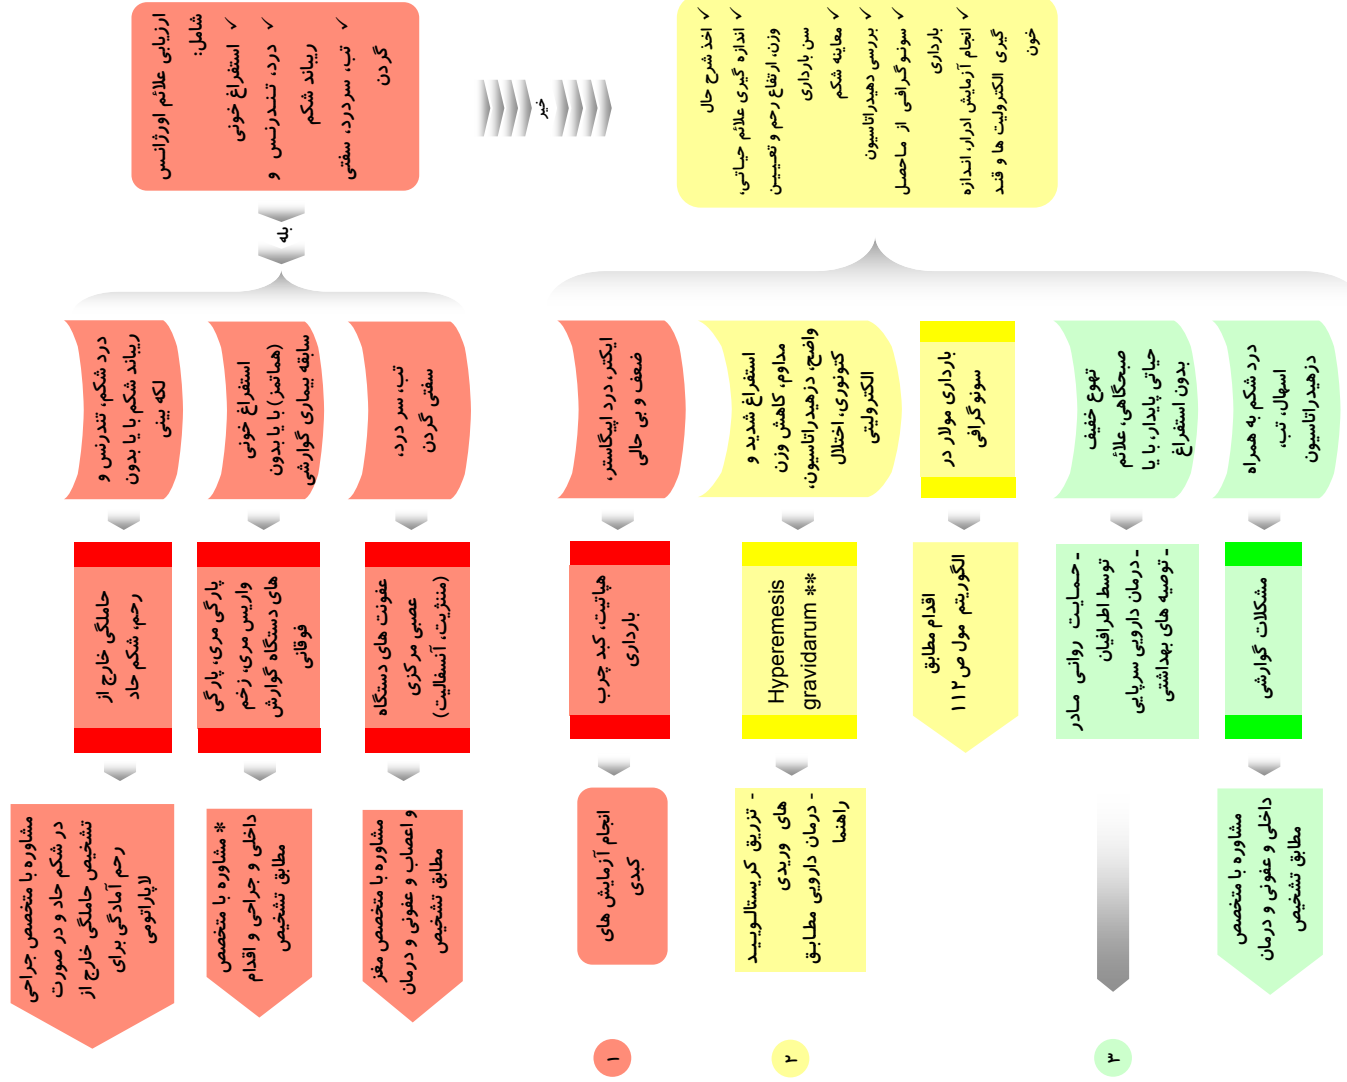 ارزیابی علائم اورژانس
شامل:
✓ استفراغ خونی
✓ درد، تندرنس و
ریباند شکم
✓ تب، سردرد، سفتی
گردن
خیر
✓ اخذ شرح حال
✓ اندازه گیری علائم حیاتی،
وزن، ارتفاع رحم و تعیین
سن بارداری
✓ معاینه شکم
✓ بررسی دهیدراتاسیون
✓ سونوگرافی از ماحصل
بارداری
✓ انجام آزمایش ادرار، اندازه
گیری الکترولیت ها و قند
خون
بله
درد شکم، تندرنس و
ریباند شکم با یا بدون
لکه بینی
استفراغ خونی
(هماتمز) با یا بدون
سابقه بیماری گوارشی
تب، سر درد،
سفتی گردن
ایکتر، درد اپیگاستر،
ضعف و بی حالی
استفراغ شدید و
مداوم، کاهش وزن
واضح، دزهیدراتاسیون،
کتونوری، اختلال
الکترولیتی
بارداری مولار در
سونوگرافی
تهوع خفیف
صبحگاهی، علائم
حیاتی پایدار، با یا
بدون استفراغ
درد شکم به همراه
اسهال، تب،
دزهیدراتاسیون
حاملگی خارج از
رحم، شکم حاد
پارگی مری، پارگی
واریس مری، زخم
های دستگاه گوارش
فوقانی
عفونت های دستگاه
عصبی مرکزی
(مننژیت، آنسفالیت)
هپاتیت، کبد چرب
بارداری
Hyperemesis
gravidarum **
اقدام مطابق
الگوریتم مول ص ۱۱۲
- حمایت روانی مادر
توسط اطرافیان
- درمان دارویی سرپایی
- توصیه های بهداشتی
مشکلات گوارشی
مشاوره با متخصص جراحی
در شکم حاد و در صورت
تشخیص حاملگی خارج از
رحم آمادگی برای
لاپاراتومی
* مشاوره با متخصص
داخلی و جراحی و اقدام
مطابق تشخیص
مشاوره با متخصص مغز
و اعصاب و عفونی و درمان
مطابق تشخیص
انجام آزمایش های
کبدی
- تزریق کریستالویید
های وریدی
- درمان دارویی مطابق
راهنما
مشاوره با متخصص
داخلی و عفونی و درمان
مطابق تشخیص
۱
۲
۳